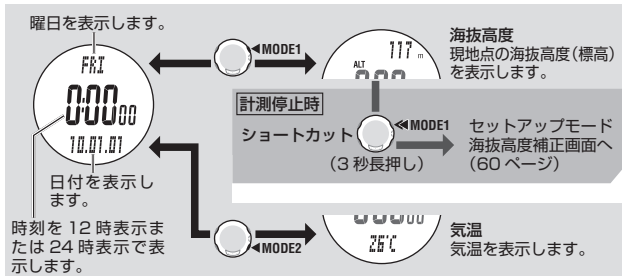 曜日を表示します。
FRI
0:0000
10.01.01
日付を表示し
ます。
時刻を 12 時表示ま
たは 24 時表示で表
示します。
◀MODE1
117 m
ALT
海抜高度
現地点の海抜高度（標高）
を表示します。
計測停止時
ショートカット
◀◀MODE1
（3 秒長押し）
セットアップモード
海抜高度補正画面へ
（60 ページ）
◀MODE2
26°C
気温
気温を表示します。